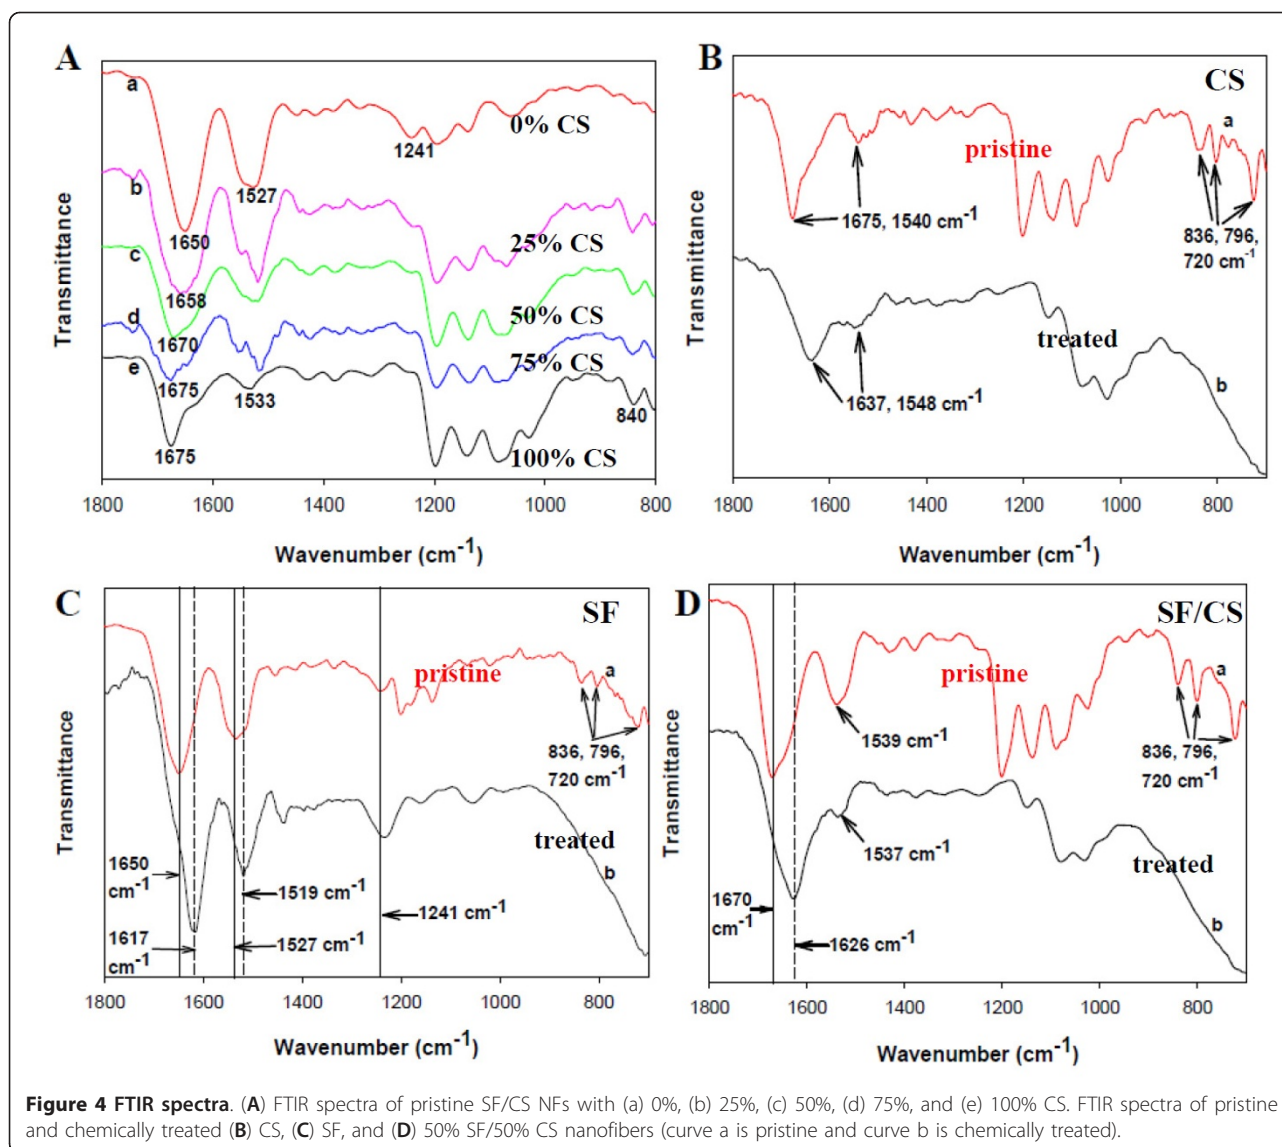 A
a
0% CS
1241
b
1527
1650
25% CS
c
1658
50% CS
d
1670
75% CS
e
1675
1533
840
1675
100% CS
Transmittance
1800 1600 1400 1200 1000 800
Wavenumber (cm-1)
B
CS
a
pristine
1675, 1540 cm-1
836, 796,
720 cm-1
treated
1637, 1548 cm-1
b
Transmittance
1800 1600 1400 1200 1000 800
Wavenumber (cm-1)
C
SF
pristine
a
836, 796,
720 cm-1
treated
b
1650
cm-1
1519 cm-1
1241 cm-1
1617
cm-1
1527 cm-1
Transmittance
1800 1600 1400 1200 1000 800
Wavenumber (cm-1)
D
SF/CS
pristine
a
1539 cm-1
836, 796,
720 cm-1
1537 cm-1
treated
1670
cm-1
b
1626 cm-1
Transmittance
1800 1600 1400 1200 1000 800
Wavenumber (cm-1)
Figure 4 FTIR spectra. (A) FTIR spectra of pristine SF/CS NFs with (a) 0%, (b) 25%, (c) 50%, (d) 75%, and (e) 100% CS. FTIR spectra of pristine
and chemically treated (B) CS, (C) SF, and (D) 50% SF/50% CS nanofibers (curve a is pristine and curve b is chemically treated).